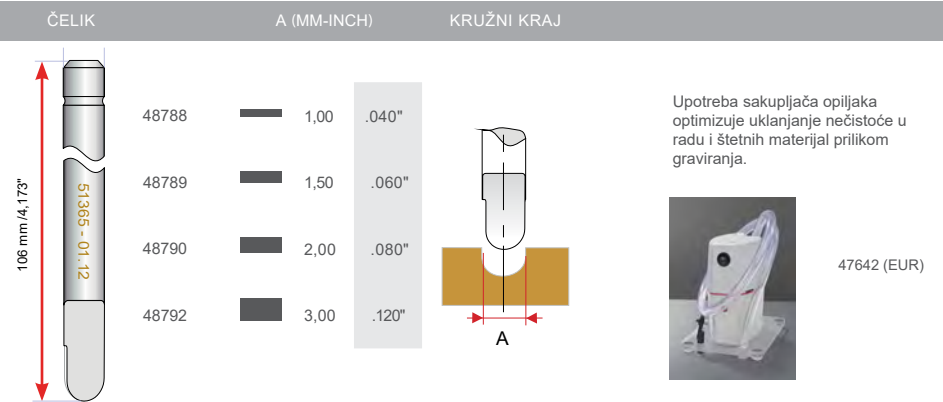 ČELIK A (MM-INCH) KRUŽNI KRAJ
106 mm /4,173"
51365 - 01.12
48788 1,00 .040"
48789 1,50 .060"
48790 2,00 .080"
48792 3,00 .120"
A
Upotreba sakupljača opiljaka
optimizuje uklanjanje nečistoće u
radu i štetnih materijal prilikom
graviranja.
47642 (EUR)